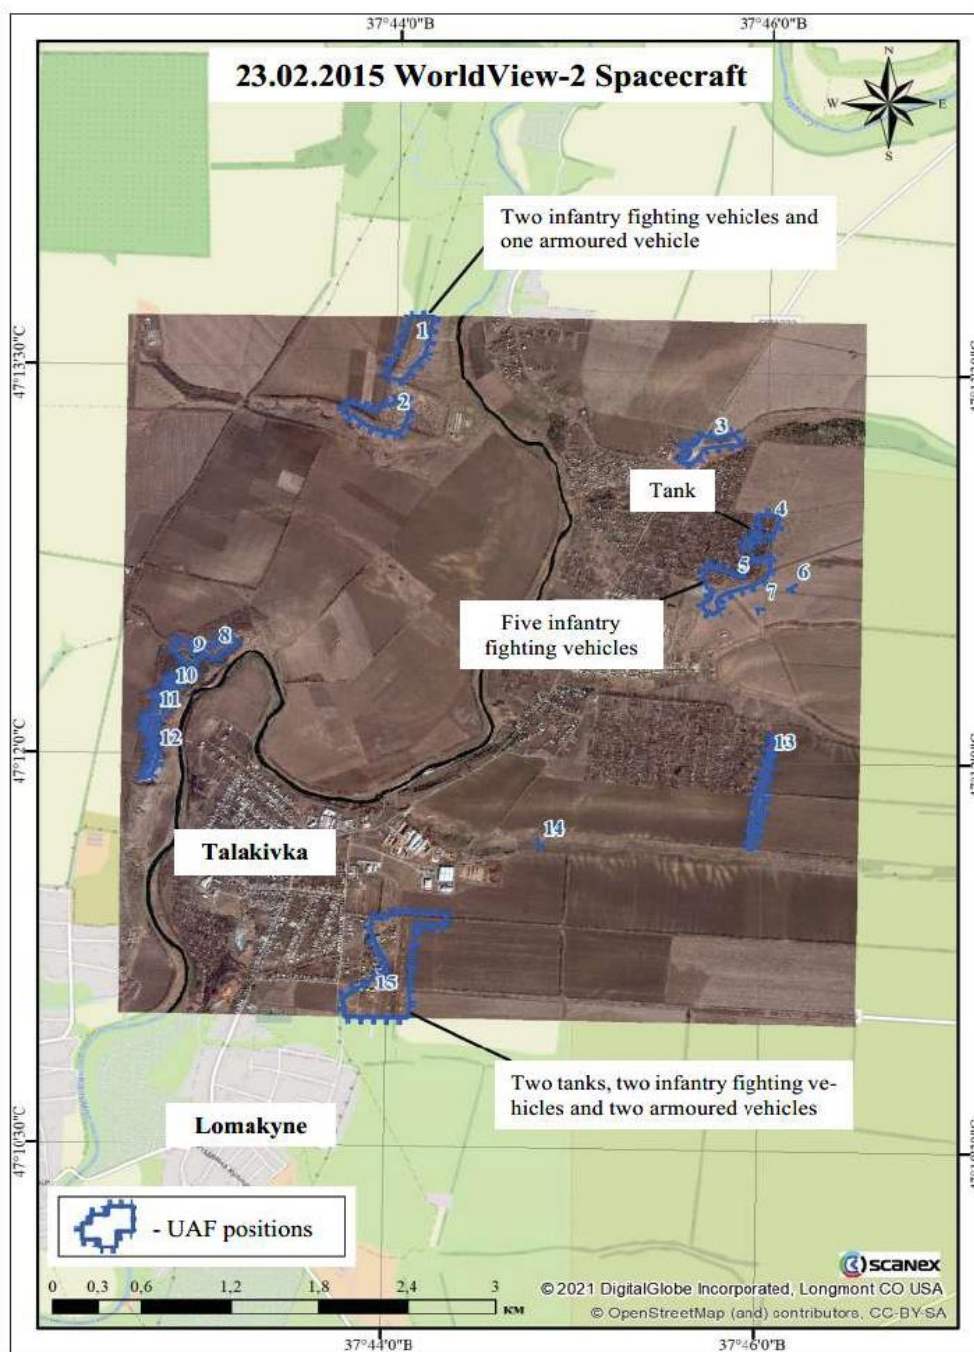 37°44'0"B 37°46'0"B
23.02.2015 WorldView-2 Spacecraft
N
W E
S
Two infantry fighting vehicles and
one armoured vehicle
47°13'30"C
1
2
3
Tank
4
5
6
7
Five infantry
fighting vehicles
8
9
10
11
12
47°12'0"C
13
14
Talakivka
15
Two tanks, two infantry fighting ve-
hicles and two armoured vehicles
Lomakyne
47°10'30"C
- UAF positions
scanex
0 0,3 0,6 1,2 1,8 2,4 3
км
© 2021 DigitalGlobe Incorporated, Longmont CO USA
© OpenStreetMap (and) contributors, CC-BY-SA
37°44'0"B 37°46'0"B